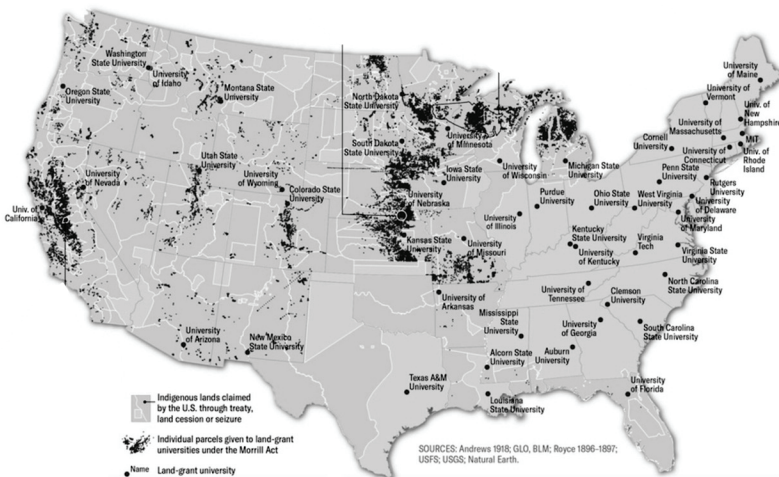 Washington
State University
University
of Idaho
Oregon State
University
Montana State
University
North Dakota
State University
University
of Minnesota
South Dakota
State University
University of
Maine
University of
Vermont
Univ. of
New
Hampshire
University of
Massachusetts
MIT
Cornell
University
University of
Connecticut
Univ. of
Rhode
Island
University of
Wisconsin
Michigan State
University
Penn State
University
Rutgers
University
Utah State
University
University
of Nevada
University
of Wyoming
Colorado State
University
Iowa State
University
University
of Nebraska
Purdue
University
Ohio State
University
West Virginia
University
University
of Delaware
University
of Maryland
Univ. of
California
University
of Illinois
Kansas State
University
University
of Missouri
Kentucky
State University
University
of Kentucky
Virginia
Tech
Virginia State
University
University of
Arkansas
University of
Tennessee
North Carolina
State University
Clemson
University
Mississippi
State
University
University
of Georgia
South Carolina
State University
University
of Arizona
New Mexico
State University
Alcorn State
University
Auburn
University
Texas A&M
University
Louisiana
State University
University
of Florida
Indigenous lands claimed
by the U.S. through treaty,
land cession or seizure
Individual parcels given to land-grant
universities under the Morrill Act
Name Land-grant university
SOURCES: Andrews 1918; GLO, BLM; Royce 1896–1897;
USFS; USGS; Natural Earth.